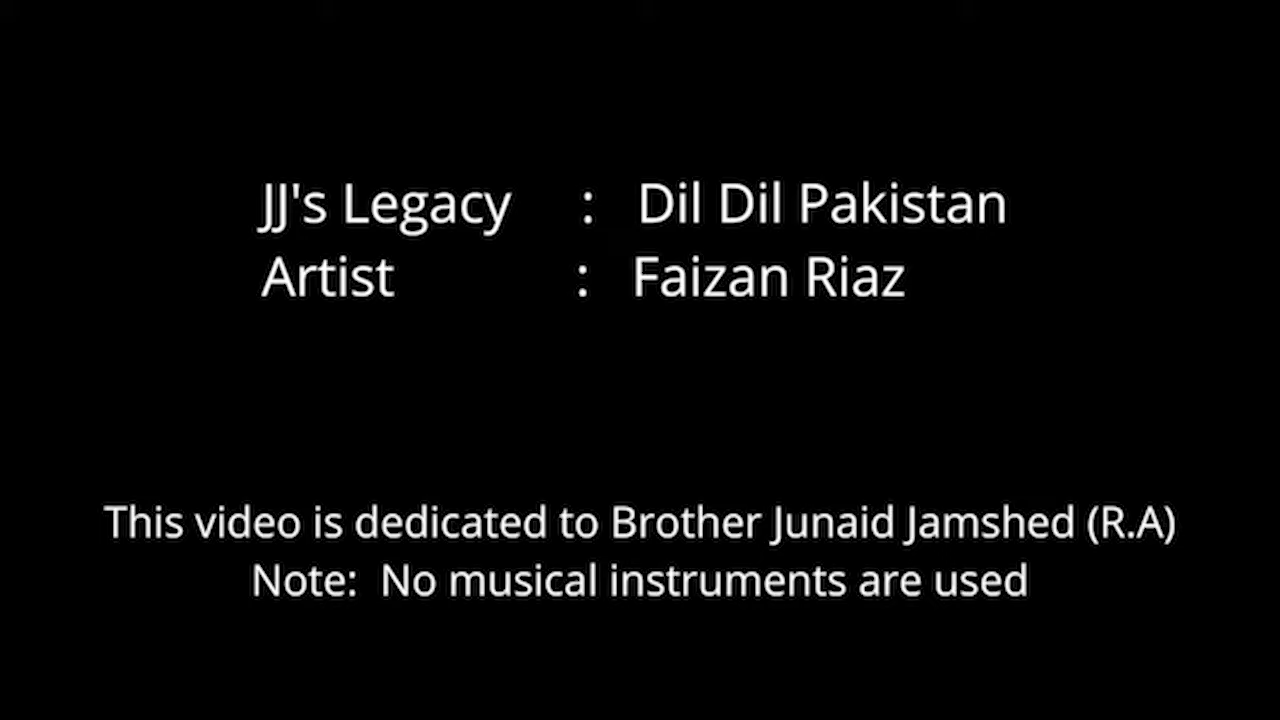 JJ's Legacy : Dil Dil Pakistan
Artist : Faizan Riaz
This video is dedicated to Brother Junaid Jamshed (R.A)
Note: No musical instruments are used